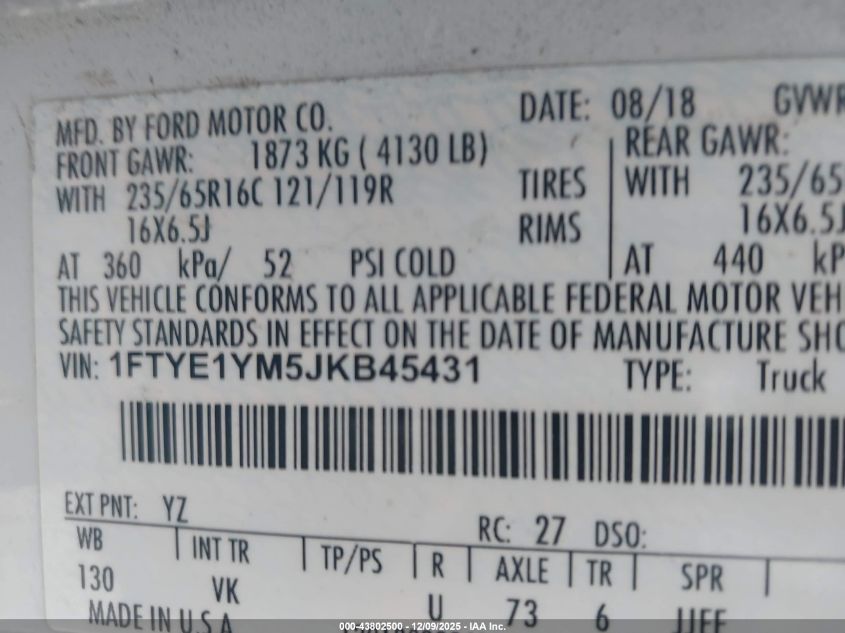 MFD. BY FORD MOTOR CO. DATE: 08/18 GVWR
FRONT GAWR: 1873 KG ( 4130 LB) REAR GAWR:
WITH 235/65R16C 121/119R TIRES WITH 235/65
16X6.5J RIMS 16X6.5J
AT 360 kPa/ 52 PSI COLD AT 440 kP
THIS VEHICLE CONFORMS TO ALL APPLICABLE FEDERAL MOTOR VEH
SAFETY STANDARDS IN EFFECT ON THE DATE OF MANUFACTURE SHO
VIN: 1FTYE1YM5JKB45431 TYPE: Truck
EXT PNT: YZ RC: 27 DSO:
WB INT TR TP/PS R AXLE TR SPR
130 VK U 73 6
MADE IN U.S.A
000-43802500 - 12/09/2025 - IAA Inc.